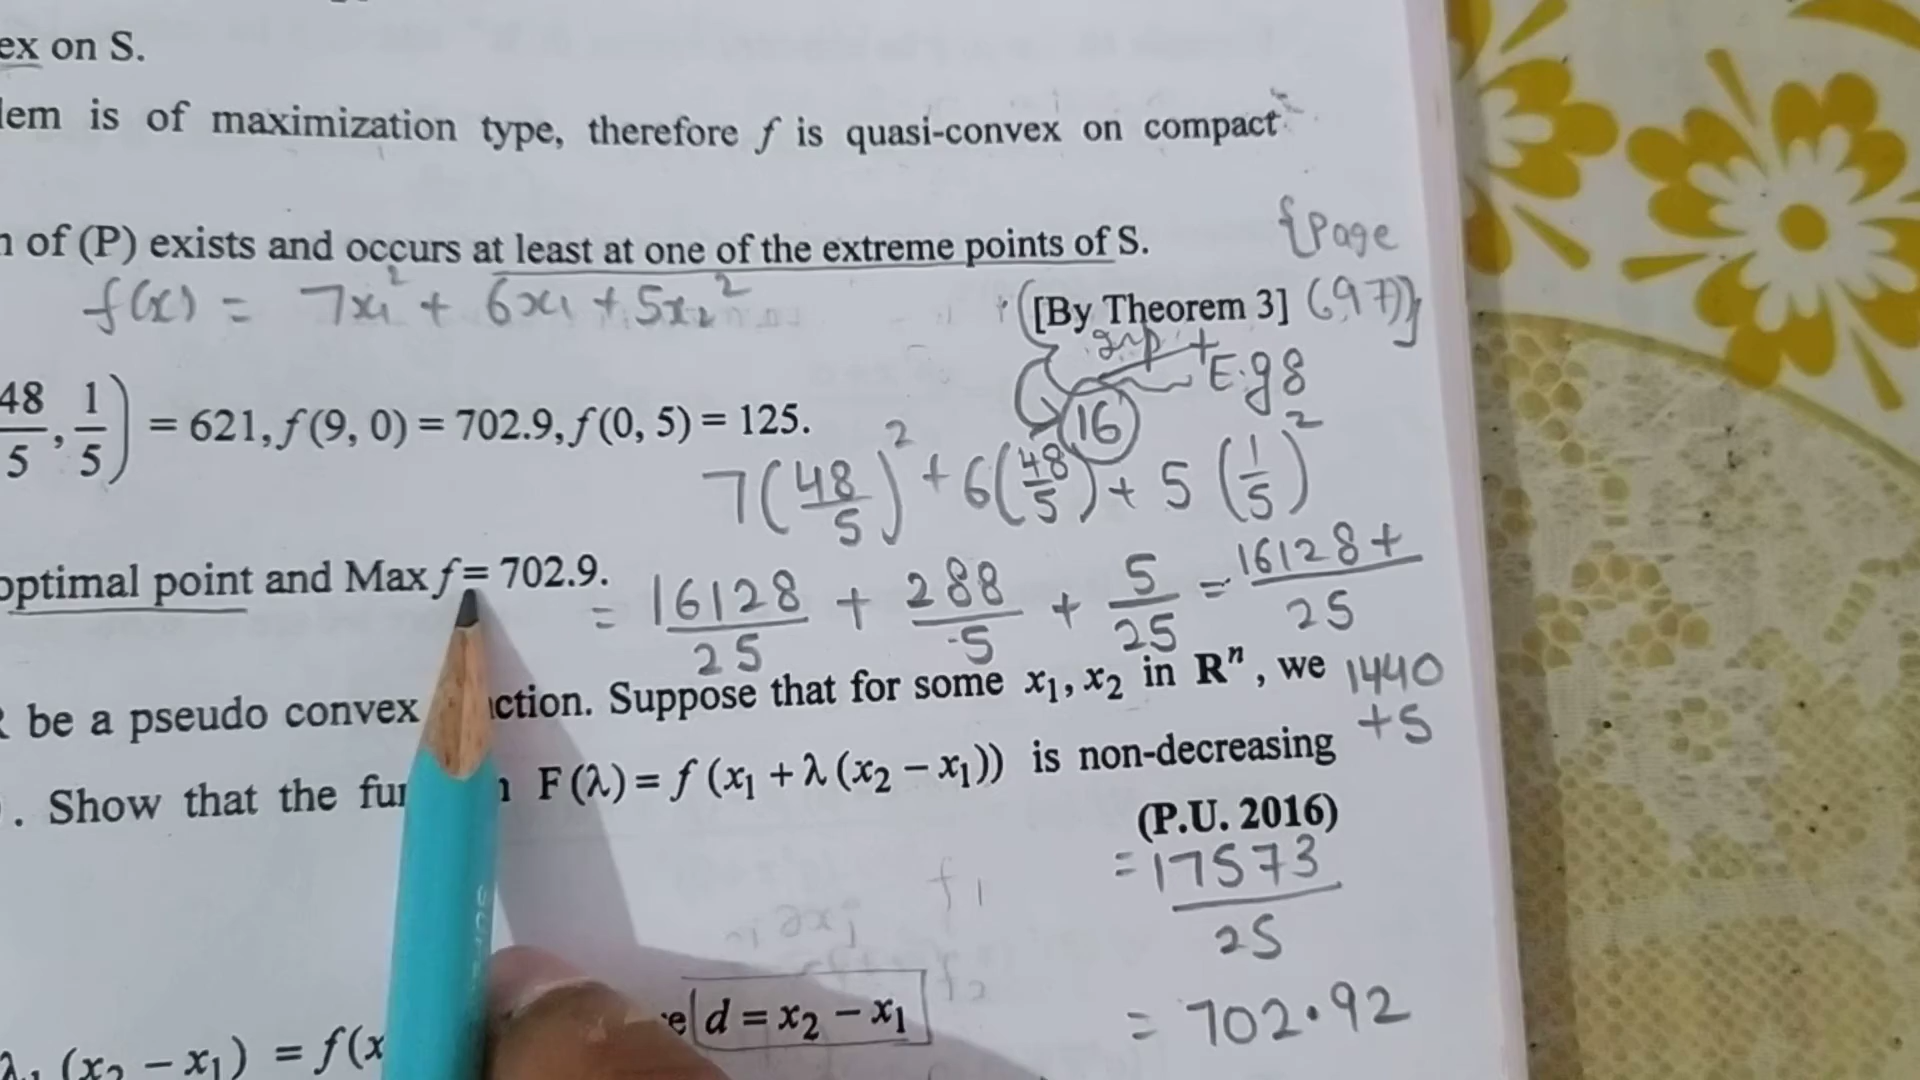 ex on S.
lem is of maximization type, therefore f is quasi-convex on compact
n of (P) exists and occurs at least at one of the extreme points of S.
{Page
f(x) = 7x₁² + 6x₁ + 5x₂²
[By Theorem 3] (97)}
E.g 8
(16)
48/5, 1/5) = 621, f(9, 0) = 702.9, f(0, 5) = 125.
7(48/5)² + 6(48/5) + 5(1/5)²
optimal point and Max f = 702.9.
= 16128/25 + 288/5 + 5/25 = 16128 +/25
1440
+5
be a pseudo convex ction. Suppose that for some x₁, x₂ in Rⁿ, we
. Show that the fu F(λ) = f (x₁ + λ (x₂ − x₁)) is non-decreasing
(P.U. 2016)
= 17573/25
= 702.92
d = x₂ − x₁
(x₂ − x₁) = f(x